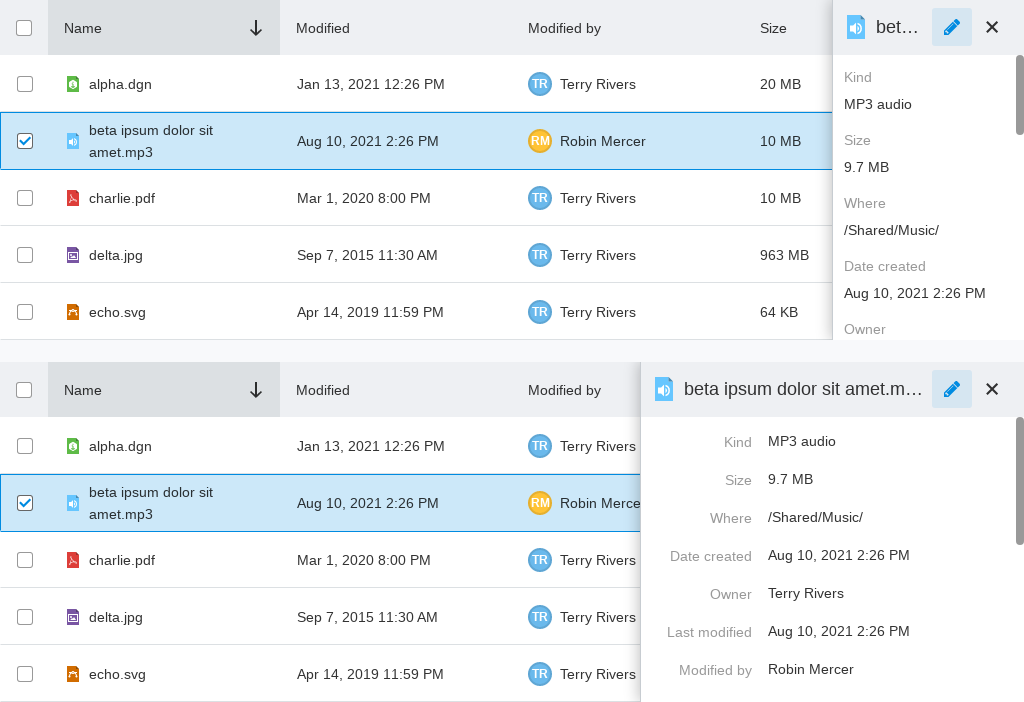 Name Modified Modified by Size
alpha.dgn Jan 13, 2021 12:26 PM TR Terry Rivers 20 MB
beta ipsum dolor sit
amet.mp3 Aug 10, 2021 2:26 PM RM Robin Mercer 10 MB
charlie.pdf Mar 1, 2020 8:00 PM TR Terry Rivers 10 MB
delta.jpg Sep 7, 2015 11:30 AM TR Terry Rivers 963 MB
echo.svg Apr 14, 2019 11:59 PM TR Terry Rivers 64 KB
bet…
Kind
MP3 audio
Size
9.7 MB
Where
/Shared/Music/
Date created
Aug 10, 2021 2:26 PM
Owner
Name Modified Modified by
alpha.dgn Jan 13, 2021 12:26 PM TR Terry Rivers
beta ipsum dolor sit
amet.mp3 Aug 10, 2021 2:26 PM RM Robin Merce
charlie.pdf Mar 1, 2020 8:00 PM TR Terry Rivers
delta.jpg Sep 7, 2015 11:30 AM TR Terry Rivers
echo.svg Apr 14, 2019 11:59 PM TR Terry Rivers
beta ipsum dolor sit amet.m…
Kind MP3 audio
Size 9.7 MB
Where /Shared/Music/
Date created Aug 10, 2021 2:26 PM
Owner Terry Rivers
Last modified Aug 10, 2021 2:26 PM
Modified by Robin Mercer